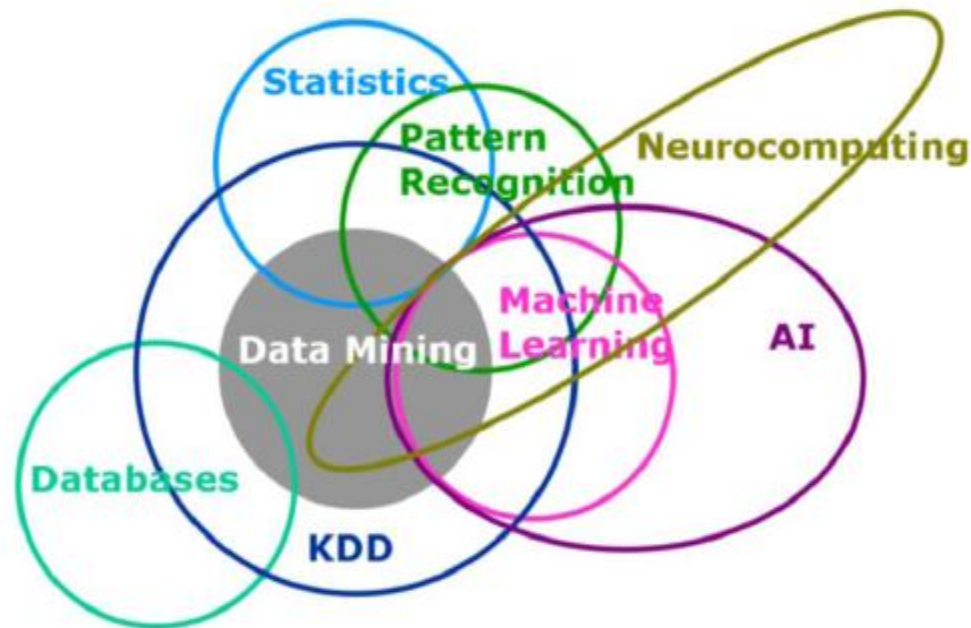 Statistics
Pattern
Recognition
Neurocomputing
Machine
Learning
AI
Data Mining
Databases
KDD